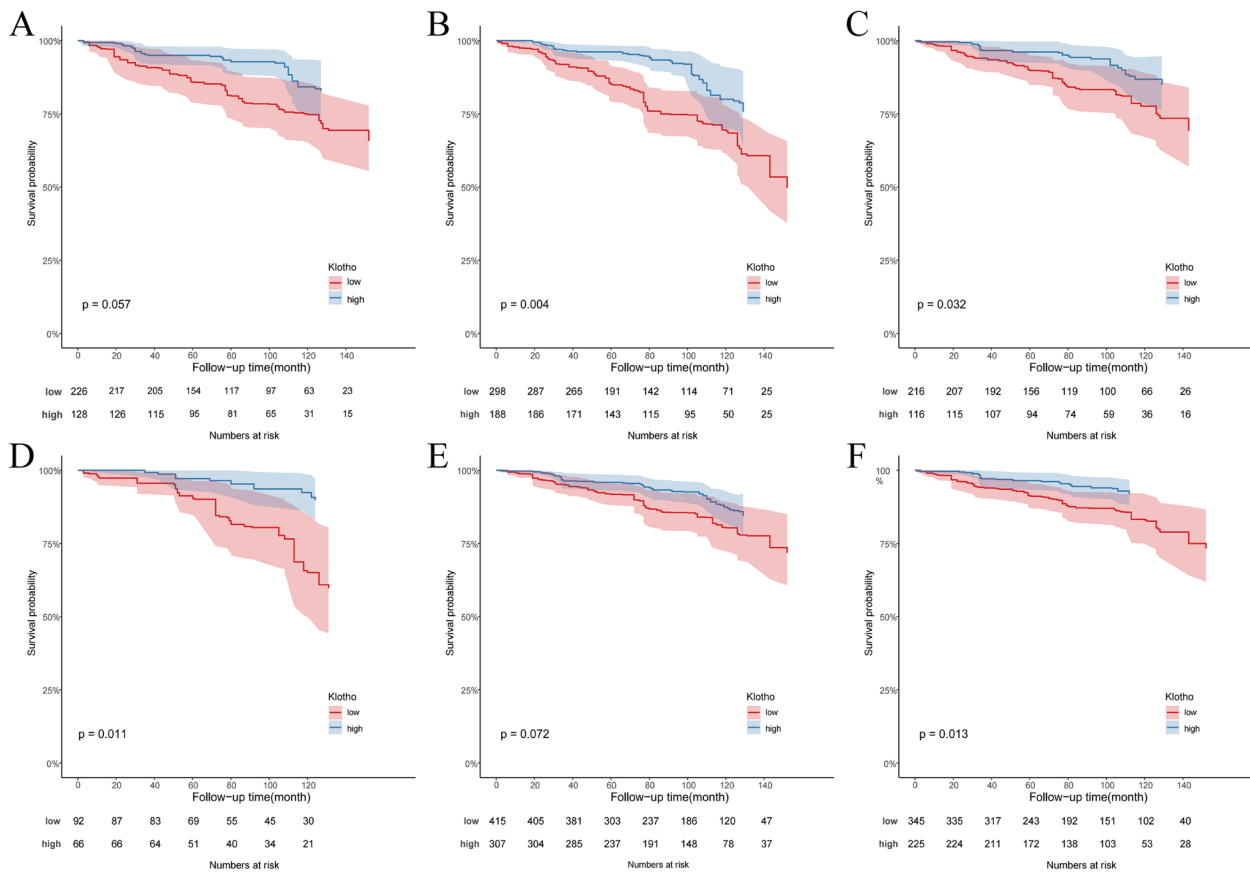 A
100%
75%
50%
25%
0%
Survival probability
Klotho
low
high
p = 0.057
0 20 40 60 80 100 120 140
Follow-up time(month)
low 226 217 205 154 117 97 63 23
high 128 126 115 95 81 65 31 15
Numbers at risk
B
100%
75%
50%
25%
0%
Survival probability
Klotho
low
high
p = 0.004
0 20 40 60 80 100 120 140
Follow-up time(month)
low 298 287 265 191 142 114 71 25
high 188 186 171 143 115 95 50 25
Numbers at risk
C
100%
75%
50%
25%
0%
Survival probability
Klotho
low
high
p = 0.032
0 20 40 60 80 100 120 140
Follow-up time(month)
low 216 207 192 156 119 100 66 26
high 116 115 107 94 74 59 36 16
Numbers at risk
D
100%
75%
50%
25%
0%
Survival probability
Klotho
low
high
p = 0.011
0 20 40 60 80 100 120
Follow-up time(month)
low 92 87 83 69 55 45 30
high 66 66 64 51 40 34 21
Numbers at risk
E
100%
75%
50%
25%
0%
Survival probability
Klotho
low
high
p = 0.072
0 20 40 60 80 100 120 140
Follow-up time(month)
low 415 405 381 303 237 186 120 47
high 307 304 285 237 191 148 78 37
Numbers at risk
F
100
%
75%
50%
25%
0%
Survival probability
Klotho
low
high
p = 0.013
0 20 40 60 80 100 120 140
Follow-up time(month)
low 345 335 317 243 192 151 102 40
high 225 224 211 172 138 103 53 28
Numbers at risk